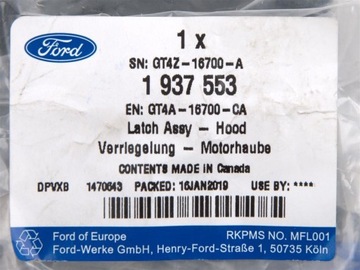 Ford
1 x
SN: GT4Z-16700-A
1 937 553
EN: GT4A-16700-CA
Latch Assy - Hood
Verriegelung - Motorhaube
CONTENTS MADE IN Canada
DPVXB 1470643 PACKED: 16JAN2019 USE BY: ****
Ford of Europe RKPMS NO. MFL001
Ford-Werke GmbH, Henry-Ford-Straße 1, 50735 Köln